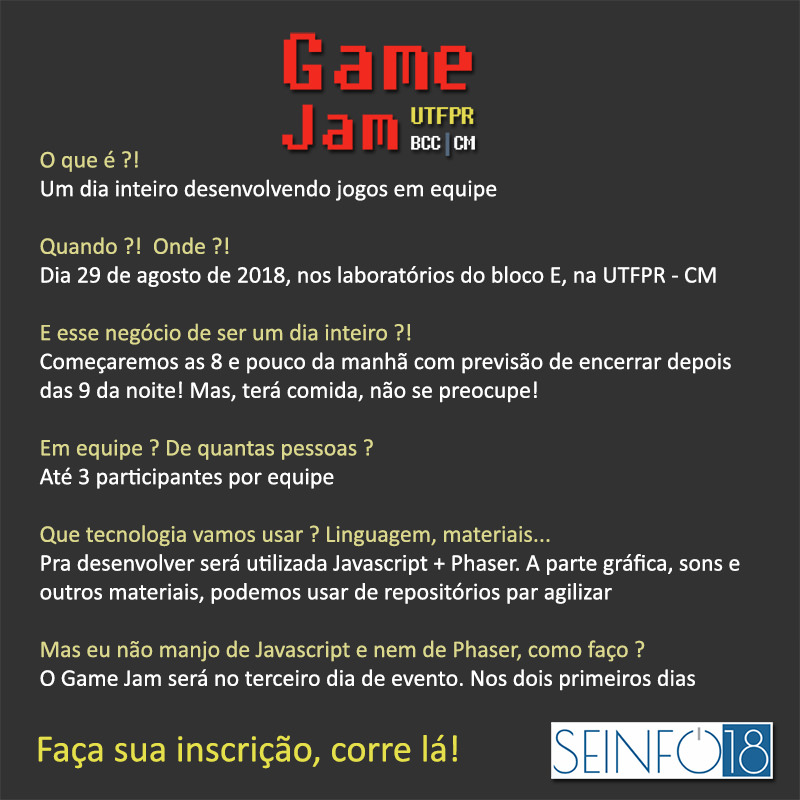 Game
Jam UTFPR
BCC|CM
O que é ?!
Um dia inteiro desenvolvendo jogos em equipe
Quando ?!  Onde ?!
Dia 29 de agosto de 2018, nos laboratórios do bloco E, na UTFPR - CM
E esse negócio de ser um dia inteiro ?!
Começaremos as 8 e pouco da manhã com previsão de encerrar depois
das 9 da noite! Mas, terá comida, não se preocupe!
Em equipe ? De quantas pessoas ?
Até 3 participantes por equipe
Que tecnologia vamos usar ? Linguagem, materiais...
Pra desenvolver será utilizada Javascript + Phaser. A parte gráfica, sons e
outros materiais, podemos usar de repositórios par agilizar
Mas eu não manjo de Javascript e nem de Phaser, como faço ?
O Game Jam será no terceiro dia de evento. Nos dois primeiros dias
Faça sua inscrição, corre lá!
SEINFO18